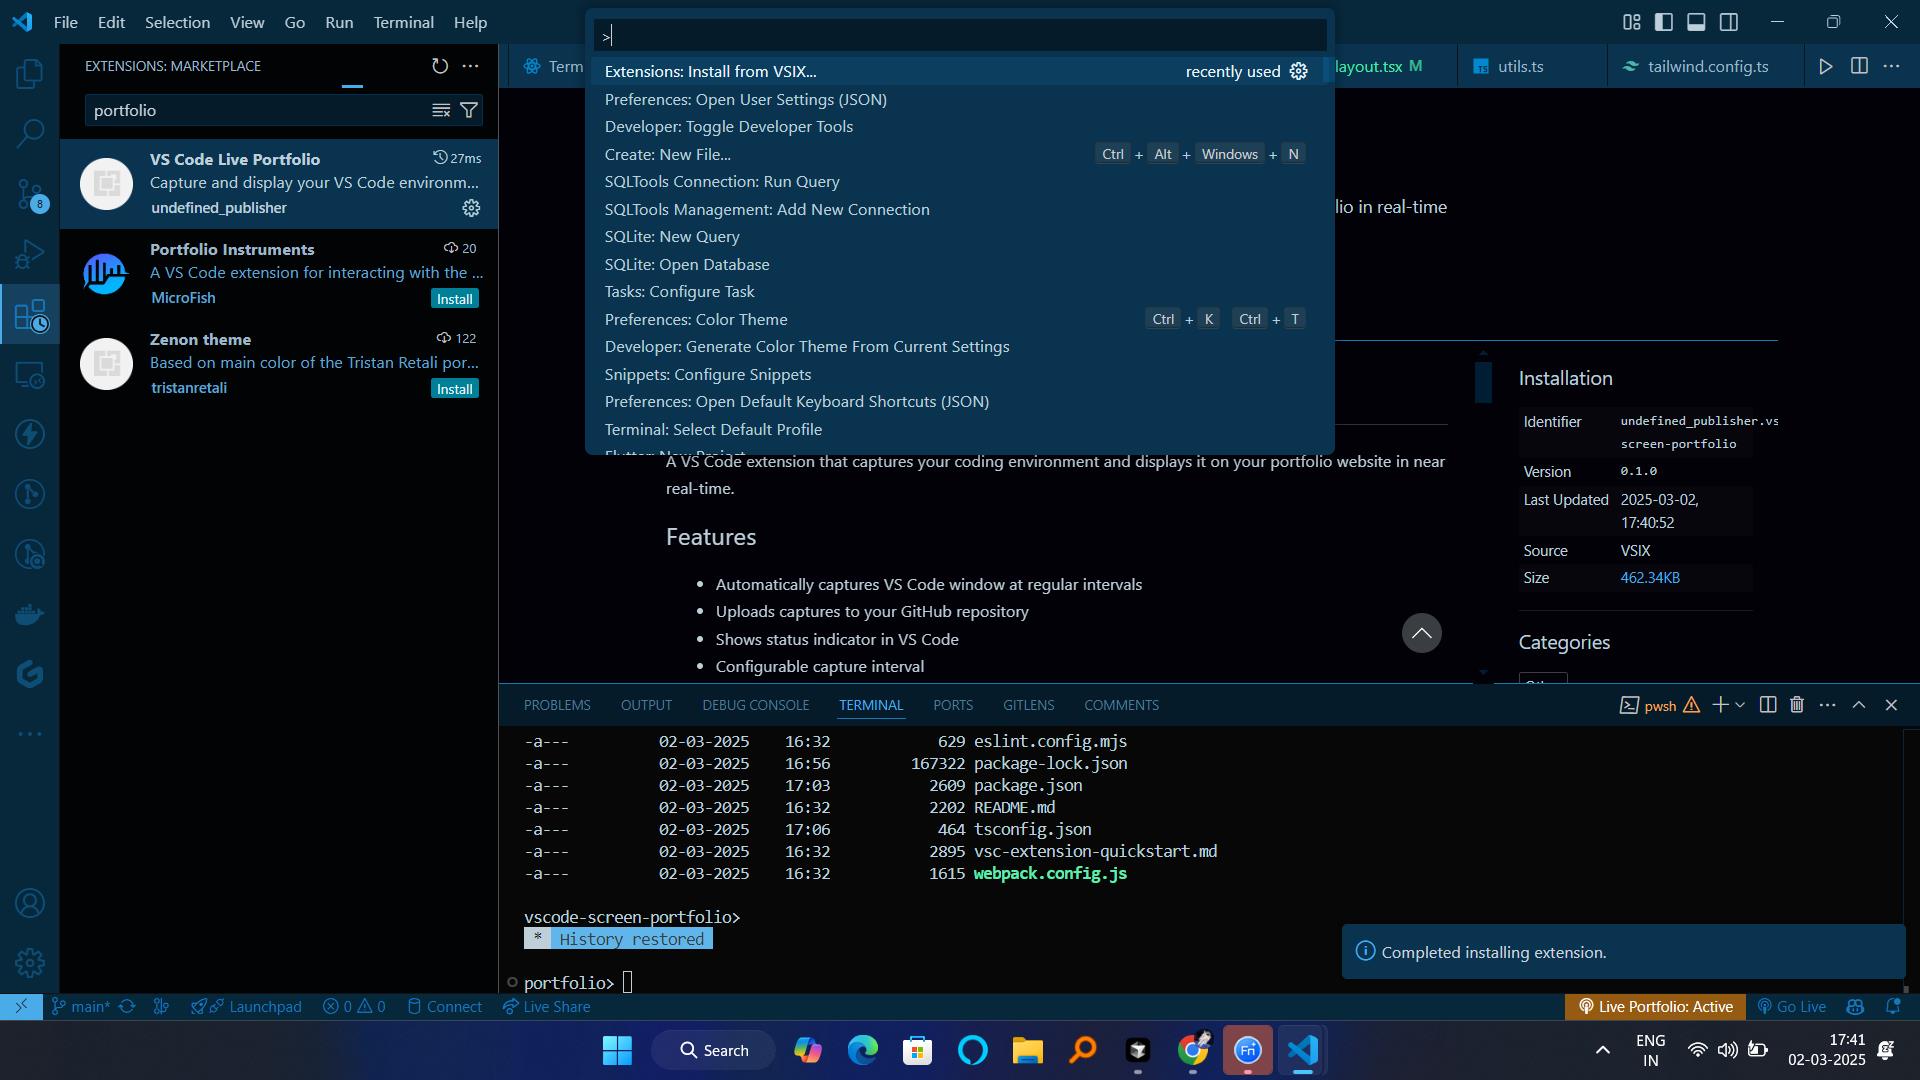 File Edit Selection View Go Run Terminal Help
>
EXTENSIONS: MARKETPLACE
portfolio
VS Code Live Portfolio 27ms
Capture and display your VS Code environm...
undefined_publisher
Portfolio Instruments 20
A VS Code extension for interacting with the ...
MicroFish Install
Zenon theme 122
Based on main color of the Tristan Retali por...
tristanretali Install
8
Extensions: Install from VSIX... recently used
Preferences: Open User Settings (JSON)
Developer: Toggle Developer Tools
Create: New File... Ctrl + Alt + Windows + N
SQLTools Connection: Run Query
SQLTools Management: Add New Connection
SQLite: New Query
SQLite: Open Database
Tasks: Configure Task
Preferences: Color Theme Ctrl + K Ctrl + T
Developer: Generate Color Theme From Current Settings
Snippets: Configure Snippets
Preferences: Open Default Keyboard Shortcuts (JSON)
Terminal: Select Default Profile
Flutter: New Project
Term layout.tsx M TS utils.ts tailwind.config.ts
lio in real-time
A VS Code extension that captures your coding environment and displays it on your portfolio website in near
real-time.
Features
• Automatically captures VS Code window at regular intervals
• Uploads captures to your GitHub repository
• Shows status indicator in VS Code
• Configurable capture interval
Installation
Identifier undefined_publisher.vs
screen-portfolio
Version 0.1.0
Last Updated 2025-03-02,
17:40:52
Source VSIX
Size 462.34KB
Categories
PROBLEMS OUTPUT DEBUG CONSOLE TERMINAL PORTS GITLENS COMMENTS pwsh
-a--- 02-03-2025 16:32 629 eslint.config.mjs
-a--- 02-03-2025 16:56 167322 package-lock.json
-a--- 02-03-2025 17:03 2609 package.json
-a--- 02-03-2025 16:32 2202 README.md
-a--- 02-03-2025 17:06 464 tsconfig.json
-a--- 02-03-2025 16:32 2895 vsc-extension-quickstart.md
-a--- 02-03-2025 16:32 1615 webpack.config.js
vscode-screen-portfolio>
* History restored
portfolio>
Completed installing extension.
main* Launchpad 0 0 Connect Live Share Live Portfolio: Active Go Live
Search Fn ENG 17:41
IN 02-03-2025